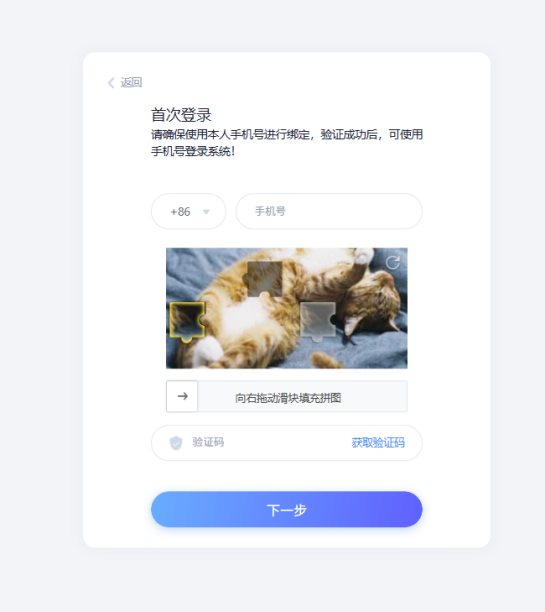 返回
首次登录
请确保使用本人手机号进行绑定，验证成功后，可使用
手机号登录系统！
+86 手机号
向右拖动滑块填充拼图
验证码 获取验证码
下一步